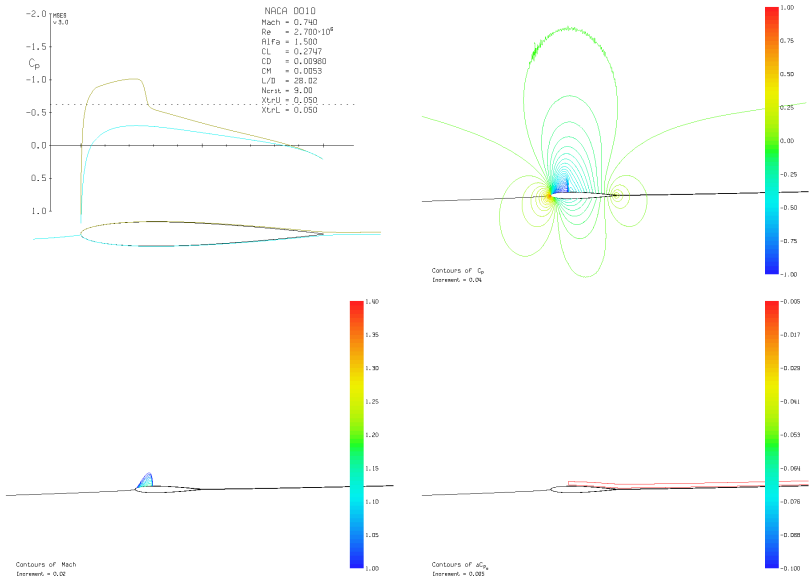 -2.0
MSES
v 3.0
-1.5
Cp
-1.0
-0.5
0.0
0.5
1.0
NACA 0010
Mach = 0.740
Re = 2.700×10⁶
Alfa = 1.500
CL = 0.2747
CD = 0.00980
CM = 0.0053
L/D = 28.02
Ncrit = 9.00
XtrU = 0.050
XtrL = 0.050
1.00
0.75
0.50
0.25
0.00
-0.25
-0.50
-0.75
-1.00
Contours of Cp
Increment = 0.04
1.40
1.35
1.30
1.25
1.20
1.15
1.10
1.05
1.00
Contours of Mach
Increment = 0.02
-0.005
-0.017
-0.029
-0.041
-0.053
-0.064
-0.076
-0.088
-0.100
Increment = 0.005